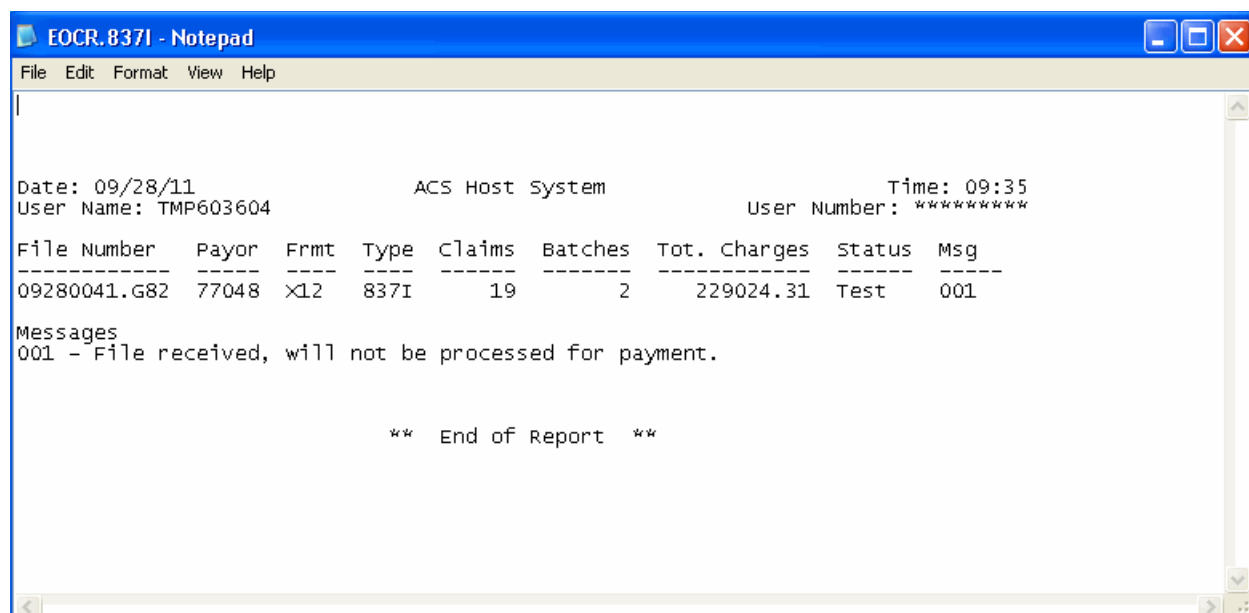 EOCR.837I - Notepad
File Edit Format View Help
Date: 09/28/11 ACS Host System Time: 09:35
User Name: TMP603604 User Number: *********
File Number Payor Frmt Type Claims Batches Tot. Charges Status Msg
------------ ----- ---- ---- ------ ------- ------------ ------ -----
09280041.G82 77048 X12 837I 19 2 229024.31 Test 001
Messages
001 - File received, will not be processed for payment.
** End of Report **